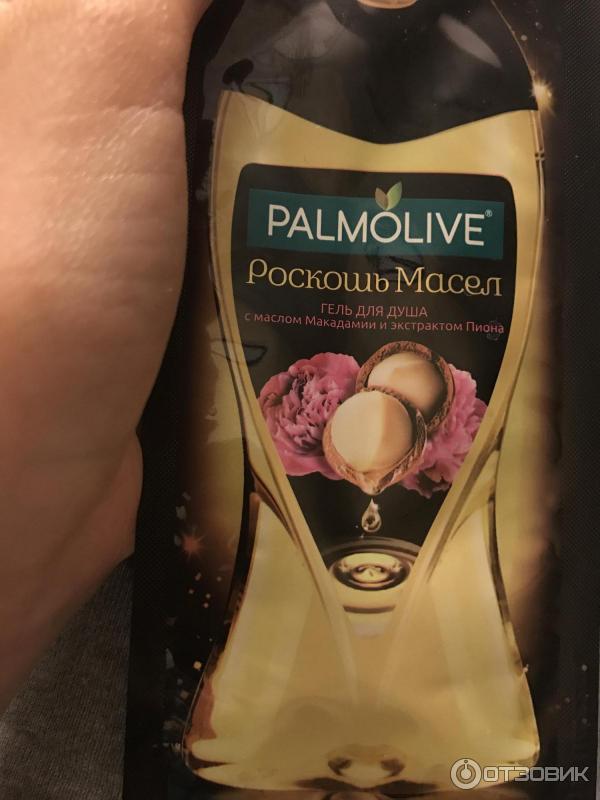 PALMOLIVE®
Роскошь Масел
ГЕЛЬ ДЛЯ ДУША
с маслом Макадамии и экстрактом Пиона
ОТЗОВИК